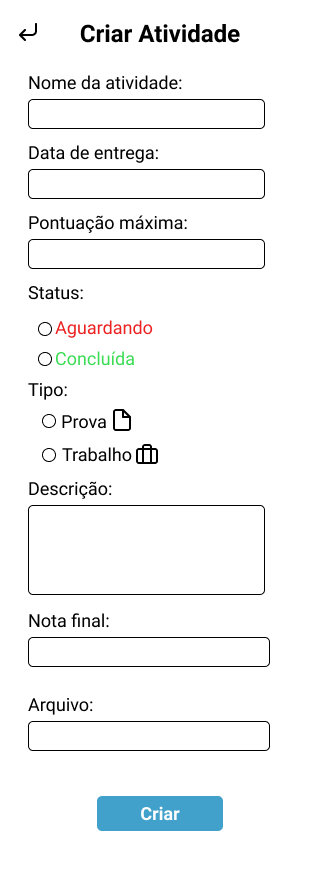 Criar Atividade
Nome da atividade:
Data de entrega:
Pontuação máxima:
Status:
Aguardando
Concluída
Tipo:
Prova
Trabalho
Descrição:
Nota final:
Arquivo:
Criar